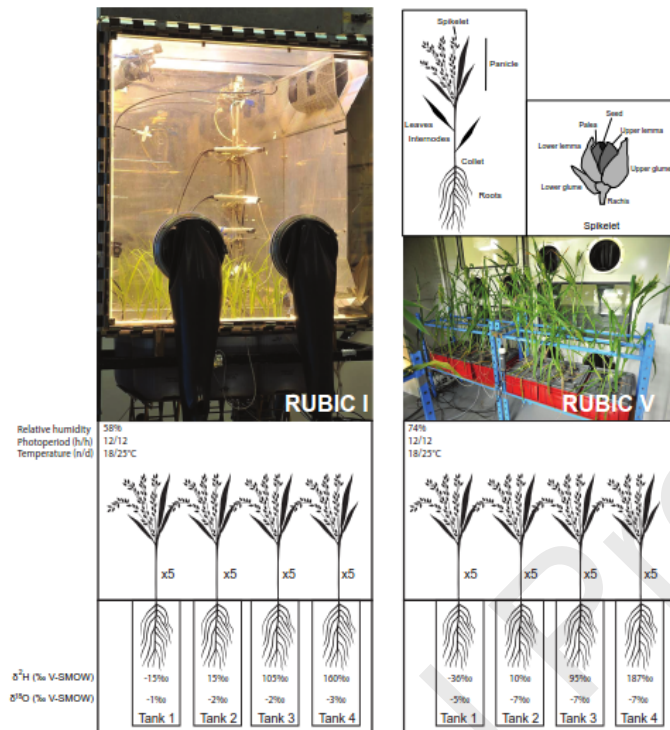 Spikelet
Panicle
Leaves
Internodes
Collet
Roots
Seed
Palea
Upper lemma
Lower lemma
Upper glume
Lower glume
Rachis
Spikelet
RUBIC I
RUBIC V
Relative humidity 58% 74%
Photoperiod (h/h) 12/12 12/12
Temperature (n/d) 18/25°C 18/25°C
x5 x5 x5 x5 x5 x5 x5 x5
δ²H (‰ V-SMOW) -15‰ 15‰ 105‰ 160‰ -36‰ 10‰ 95‰ 187‰
δ¹⁸O (‰ V-SMOW) -1‰ -2‰ -2‰ -3‰ -5‰ -7‰ -7‰ -7‰
Tank 1 Tank 2 Tank 3 Tank 4 Tank 1 Tank 2 Tank 3 Tank 4